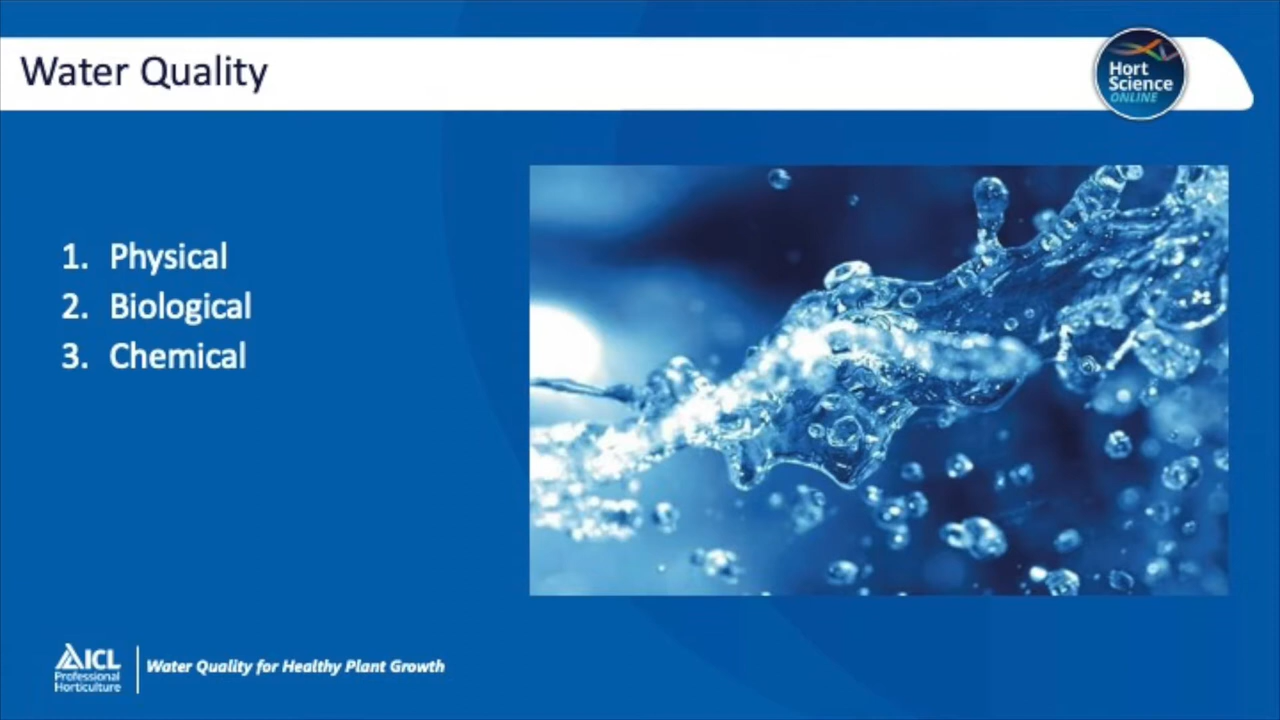 Water Quality
Hort
Science
ONLINE
1. Physical
2. Biological
3. Chemical
ICL
Professional
Horticulture
Water Quality for Healthy Plant Growth